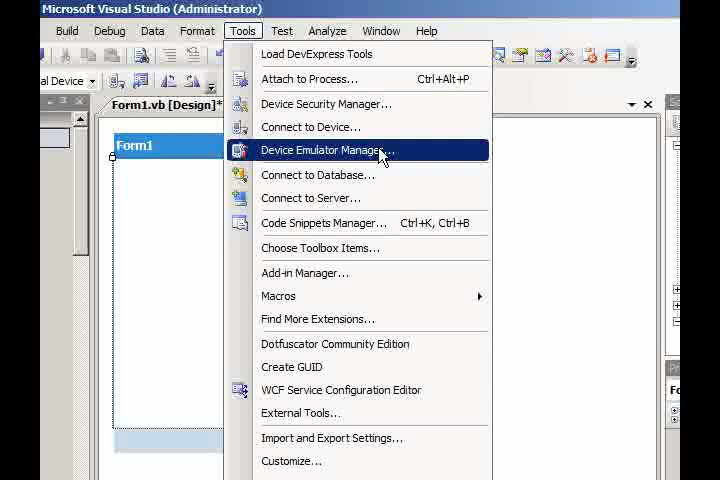 Microsoft Visual Studio (Administrator)
Build Debug Data Format Tools Test Analyze Window Help
Load DevExpress Tools
al Device
Attach to Process... Ctrl+Alt+P
Form1.vb [Design]*
Device Security Manager...
Connect to Device...
Form1
Device Emulator Manager...
Connect to Database...
Connect to Server...
Code Snippets Manager... Ctrl+K, Ctrl+B
Choose Toolbox Items...
Add-in Manager...
Macros
Find More Extensions...
Dotfuscator Community Edition
Create GUID
WCF Service Configuration Editor
Fo
External Tools...
Import and Export Settings...
Customize...